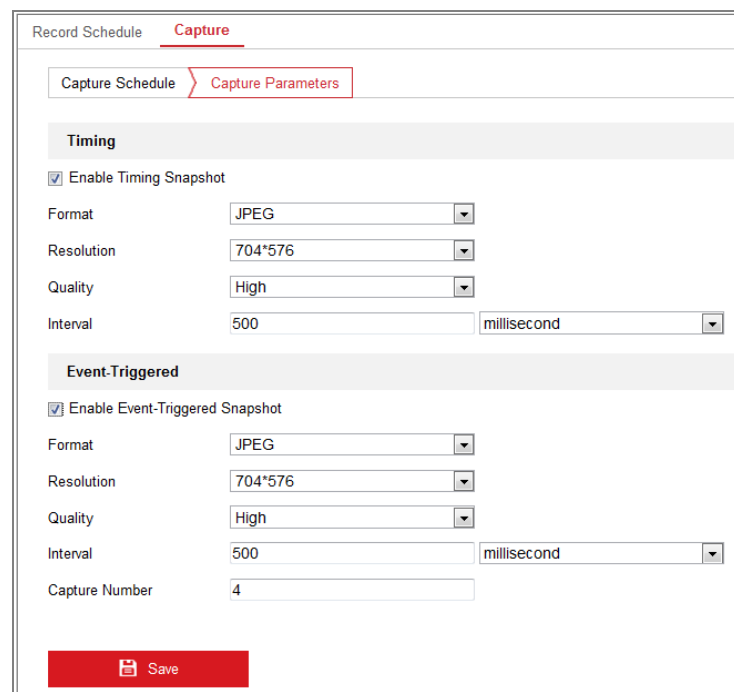 Record Schedule Capture
Capture Schedule Capture Parameters
Timing
Enable Timing Snapshot
Format JPEG
Resolution 704*576
Quality High
Interval 500 millisecond
Event-Triggered
Enable Event-Triggered Snapshot
Format JPEG
Resolution 704*576
Quality High
Interval 500 millisecond
Capture Number 4
Save